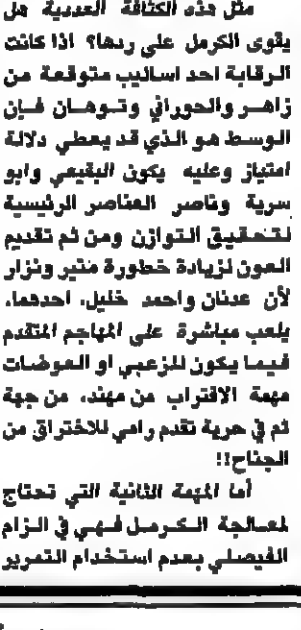 مثل هذه الكثافة العددية هل
يقوى الكرمل على ردها؟ اذا كانت
الرقابة احد اساليب متوقعة من
زاهر والحوراني وتوهان فإن
الوسط هو الذي قد يعطي دلالة
امتياز وعليه يكون البقيعي وابو
سرية وناصر العناصر الرئيسية
لتحقيق التوازن ومن ثم تقديم
العون لزيادة خطورة منير ونزار
لأن عدنان واحمد خليل، احدهما،
يلعب مباشرة على المهاجم المتقدم
فيما يكون للزعبي او العوضات
مهمة الاقتراب من مهند، من جهة
ثم في حرية تقدم رامي للاختراق من
الجناح!!
أما المهمة الثانية التي تحتاج
لمعالجة الكرمل فهي في الزام
الفيصلي بعدم استخدام التمرير